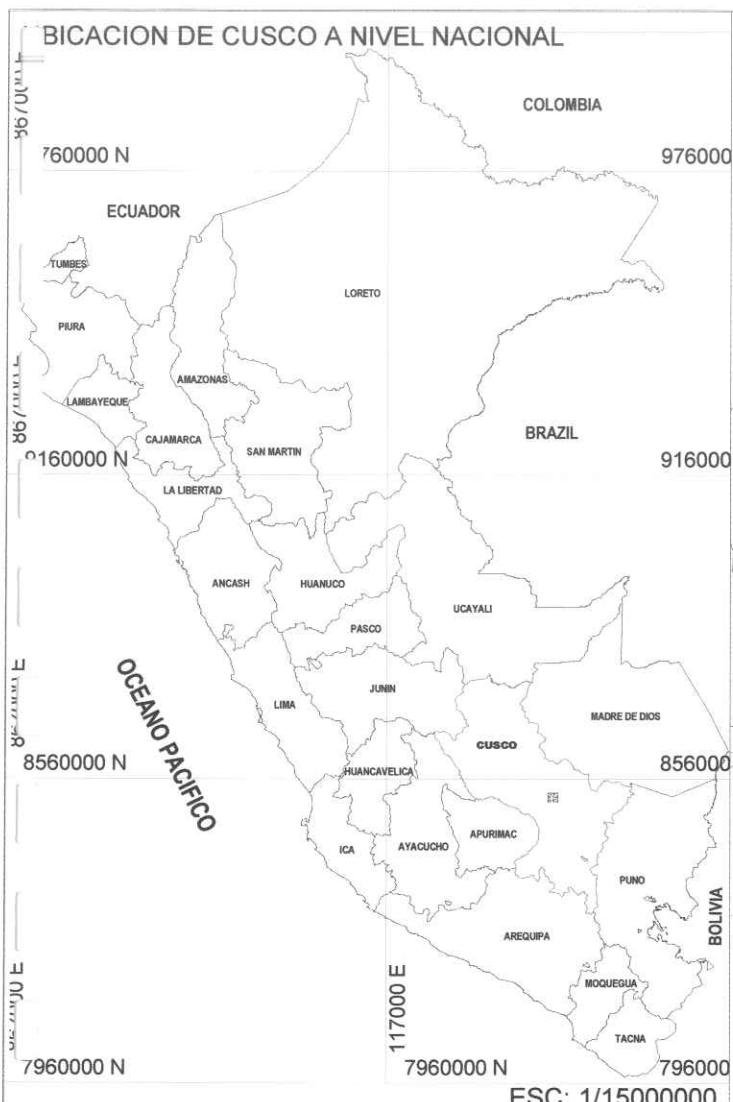 BICACION DE CUSCO A NIVEL NACIONAL
COLOMBIA
760000 N
976000
ECUADOR
TUMBES
LORETO
PIURA
AMAZONAS
LAMBAYEQUE
BRAZIL
CAJAMARCA
SAN MARTIN
9160000 N
916000
LA LIBERTAD
ANCASH
HUANUCO
UCAYALI
PASCO
OCEANO PACIFICO
JUNIN
LIMA
MADRE DE DIOS
CUSCO
8560000 N
HUANCAVELICA
856000
ICA
AYACUCHO
APURIMAC
PUNO
BOLIVIA
AREQUIPA
117000 E
MOQUEGUA
TACNA
7960000 N
7960000 N
796000
ESC: 1/15000000